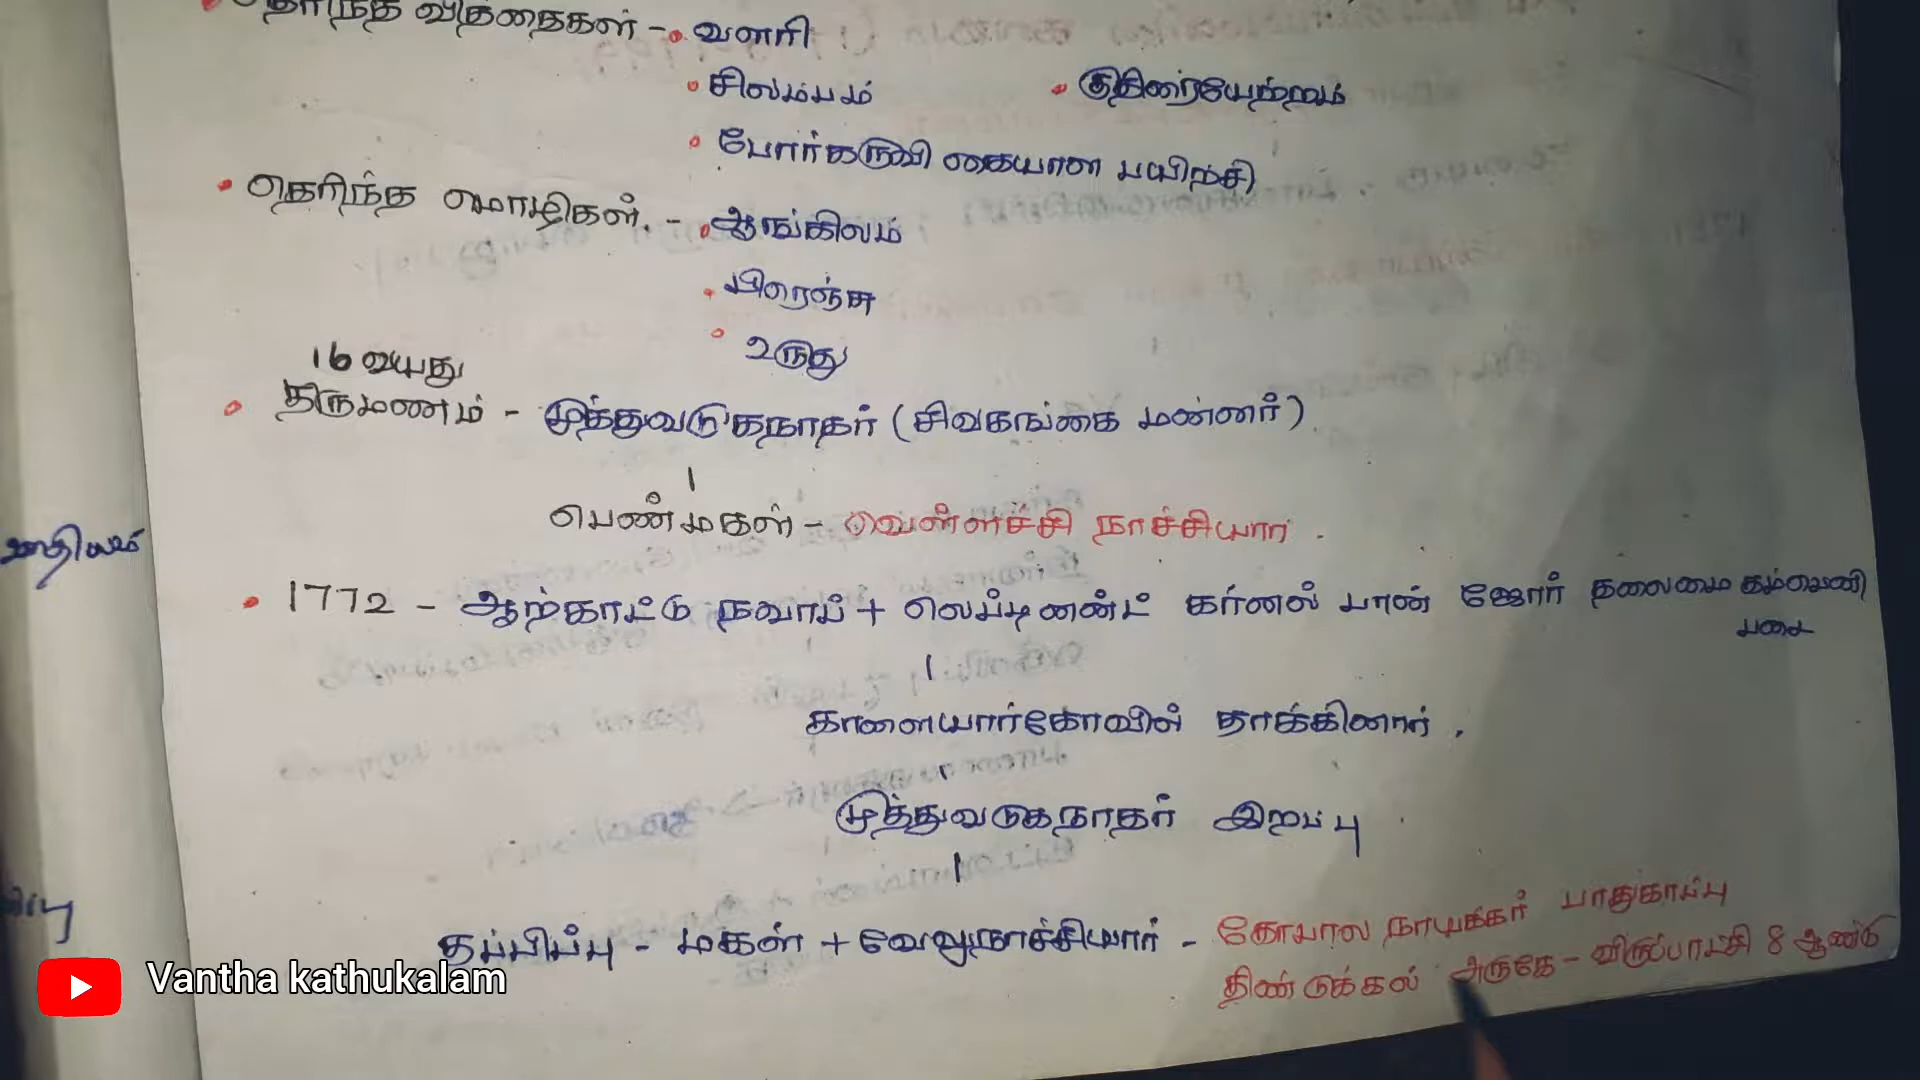 தெரிந்த வித்தைகள் - • வளரி
• சிலம்பம் • குதிரையேற்றம்
• போர்கருவி கையாள பயிற்சி
• தெரிந்த மொழிகள். - • ஆங்கிலம்
• பிரெஞ்சு
• உருது
16 வயது
• திருமணம் - முத்துவடுகநாதர் (சிவகங்கை மன்னர்)
பெண்மகள் - வெள்ளச்சி நாச்சியார்.
• 1772 - ஆற்காட்டு நவாப் + லெப்டினண்ட் கர்னல் பான் ஜோர் தலைமை கம்பெனி
படை
காளையார்கோவில் தாக்கினார்.
முத்துவடுகநாதர் இறப்பு.
தப்பிப்பு - மகள் + வேலுநாச்சியார் - கோபால நாயக்கர் பாதுகாப்பு
திண்டுக்கல் அருகே - விருப்பாட்சி 8 ஆண்டு
Vantha kathukalam